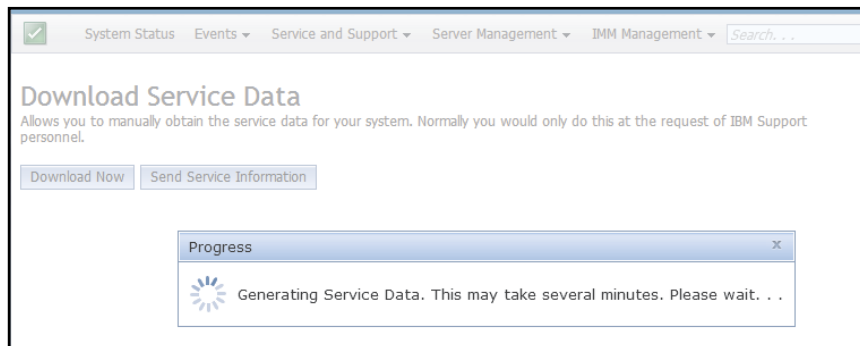 System Status Events Service and Support Server Management IMM Management Search. . .
Download Service Data
Allows you to manually obtain the service data for your system. Normally you would only do this at the request of IBM Support
personnel.
Download Now Send Service Information
Progress x
Generating Service Data. This may take several minutes. Please wait. . .